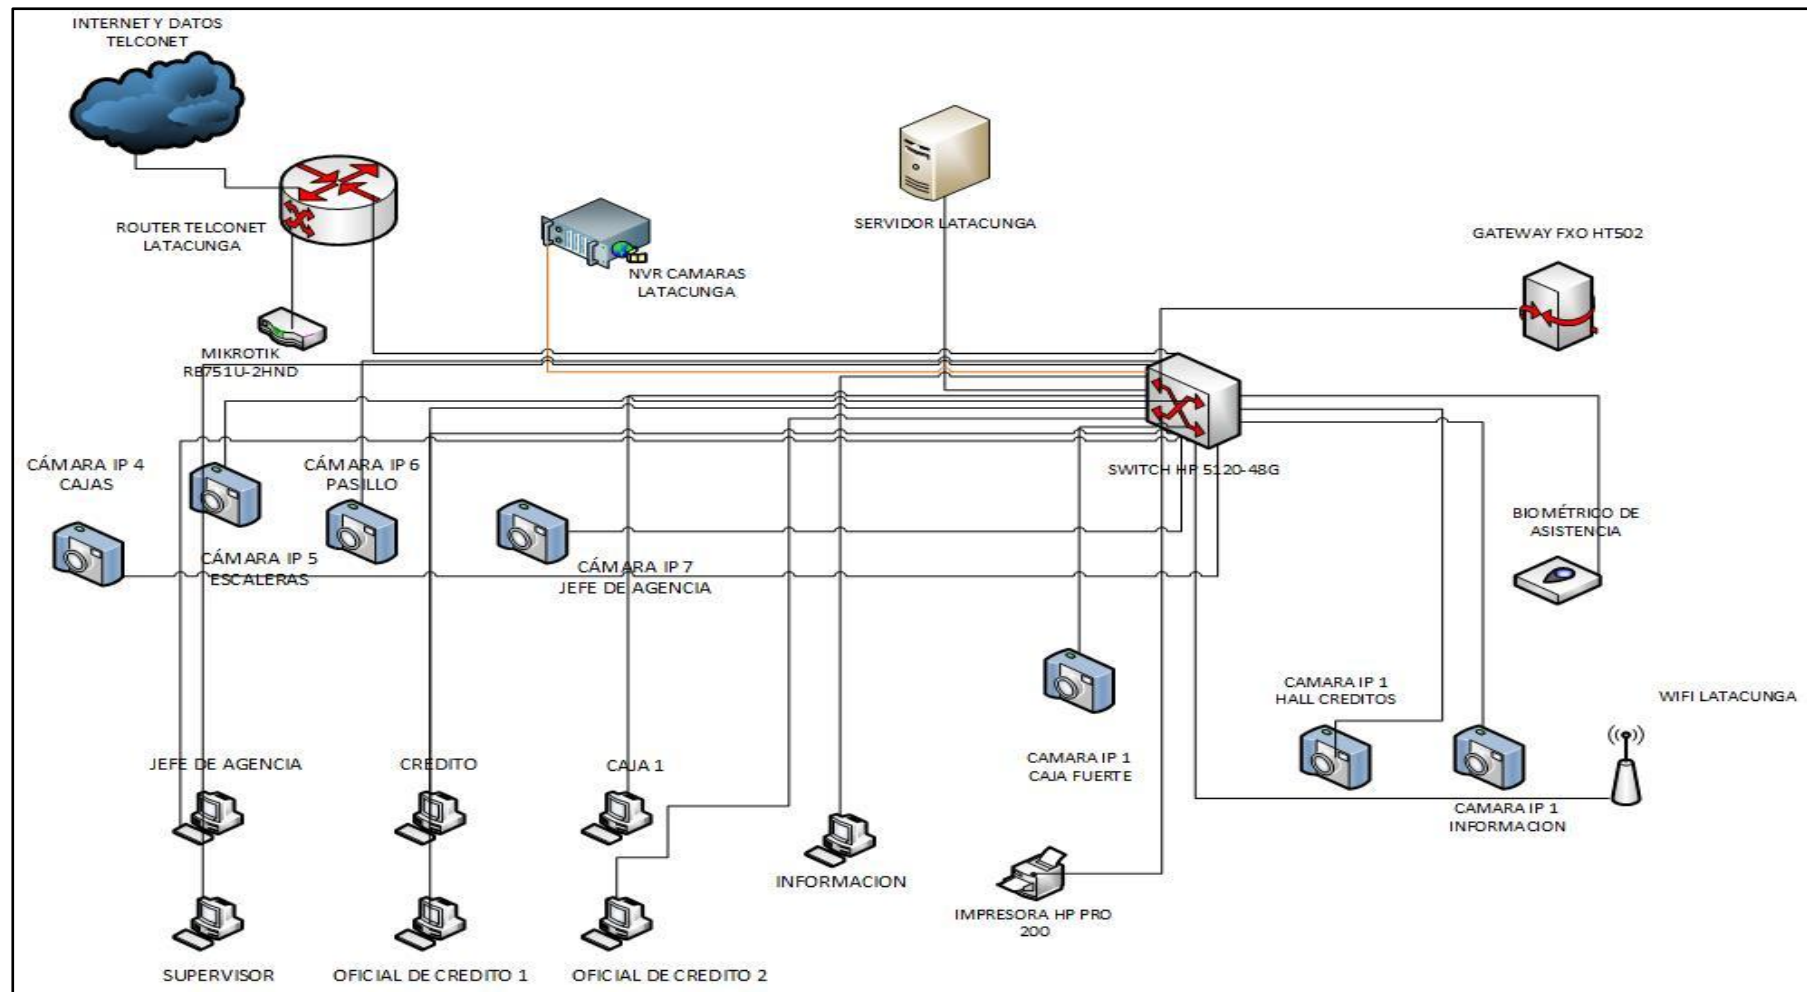 INTERNET Y DATOS
TELCONET
ROUTER TELCONET
LATACUNGA
NVR CAMARAS
LATACUNGA
SERVIDOR LATACUNGA
GATEWAY FXO HT502
MIKROTIK
RB751U-2HND
SWITCH HP 5120-48G
CÁMARA IP 4
CAJAS
CÁMARA IP 6
PASILLO
CÁMARA IP 5
ESCALERAS
CÁMARA IP 7
JEFE DE AGENCIA
BIOMÉTRICO DE
ASISTENCIA
CAMARA IP 1
HALL CREDITOS
WIFI LATACUNGA
CAMARA IP 1
CAJA FUERTE
CAMARA IP 1
INFORMACION
JEFE DE AGENCIA
CREDITO
CAJA 1
INFORMACION
IMPRESORA HP PRO
200
SUPERVISOR
OFICIAL DE CREDITO 1
OFICIAL DE CREDITO 2